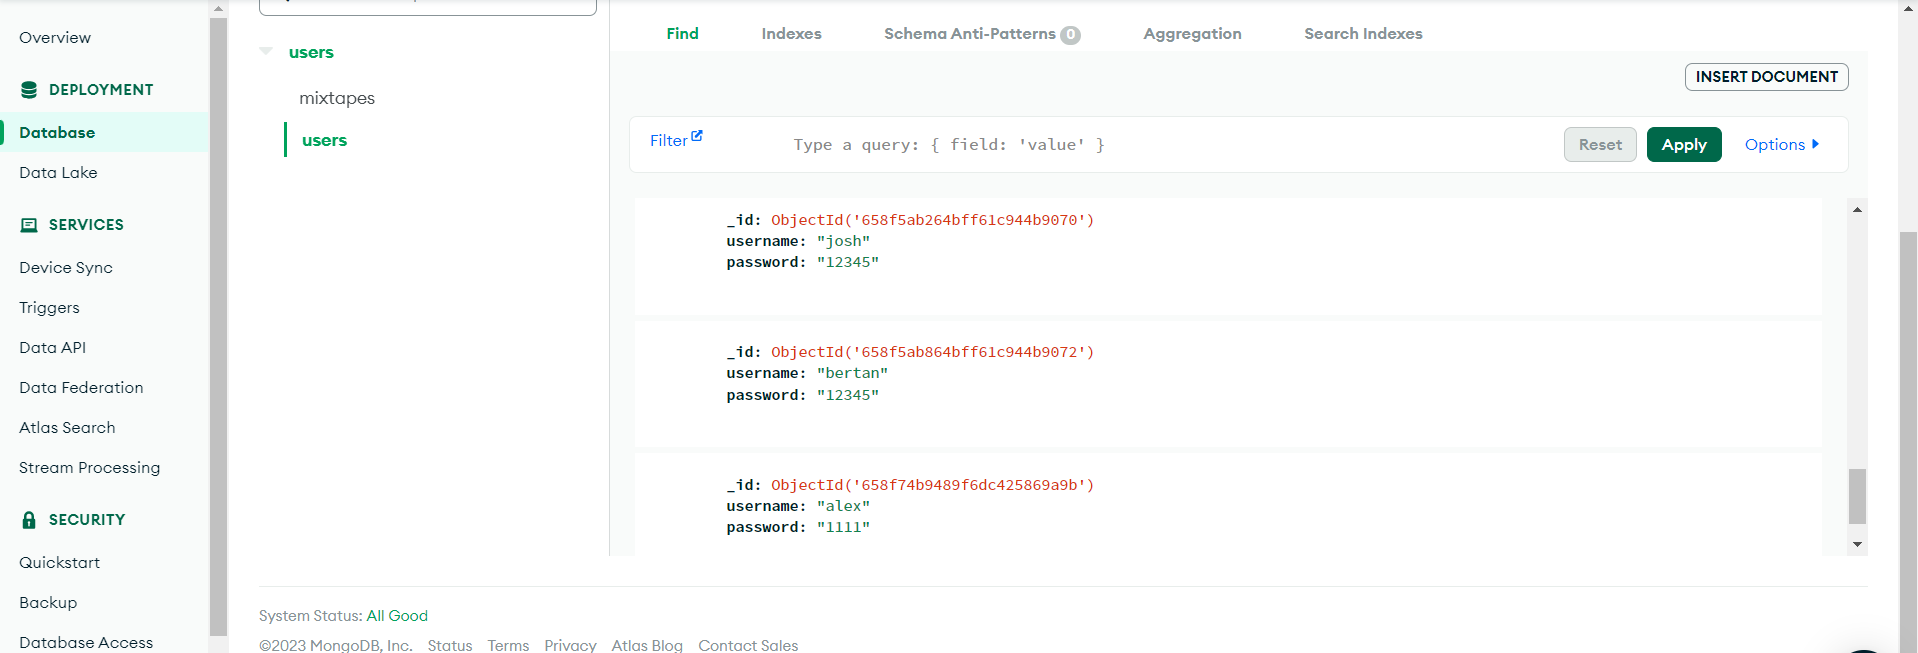 Overview
DEPLOYMENT
Database
Data Lake
SERVICES
Device Sync
Triggers
Data API
Data Federation
Atlas Search
Stream Processing
SECURITY
Quickstart
Backup
Database Access
users
mixtapes
users
Find Indexes Schema Anti-Patterns 0 Aggregation Search Indexes
INSERT DOCUMENT
Filter Type a query: { field: 'value' } Reset Apply Options
_id: ObjectId('658f5ab264bff61c944b9070')
username: "josh"
password: "12345"
_id: ObjectId('658f5ab864bff61c944b9072')
username: "bertan"
password: "12345"
_id: ObjectId('658f74b9489f6dc425869a9b')
username: "alex"
password: "1111"
System Status: All Good
©2023 MongoDB, Inc. Status Terms Privacy Atlas Blog Contact Sales